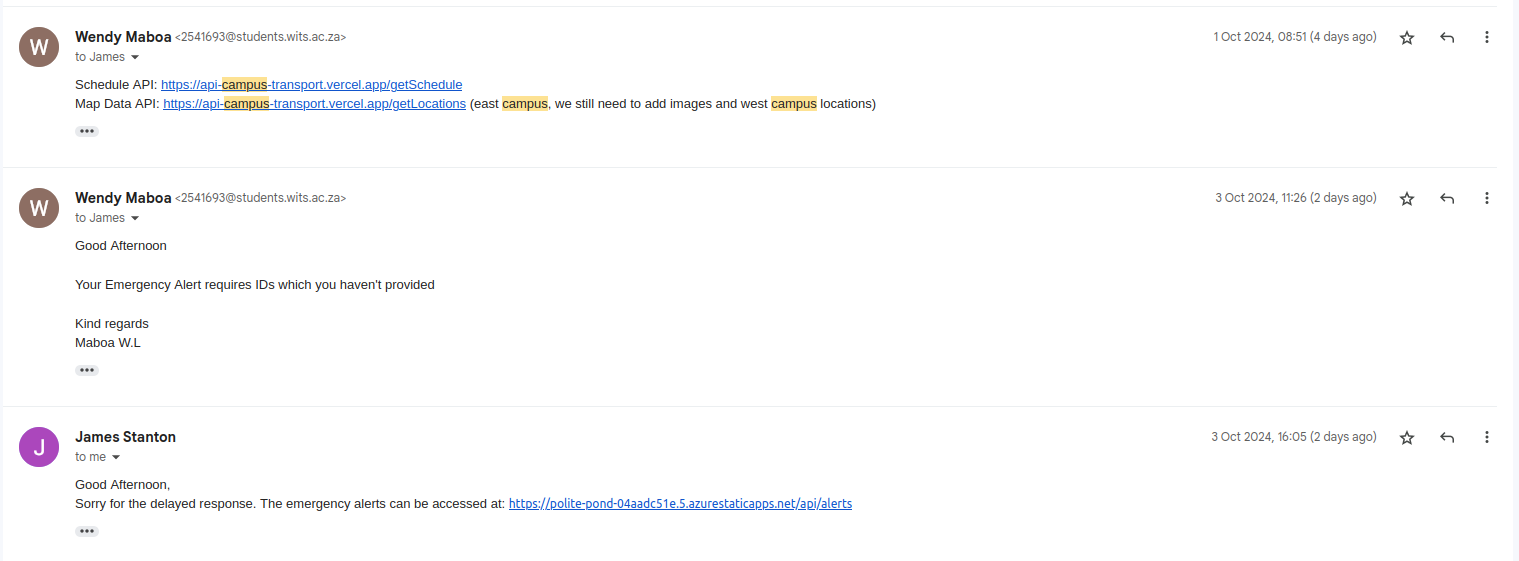 W
Wendy Maboa <2541693@students.wits.ac.za>
1 Oct 2024, 08:51 (4 days ago)
to James
Schedule API: https://api-campus-transport.vercel.app/getSchedule
Map Data API: https://api-campus-transport.vercel.app/getLocations (east campus, we still need to add images and west campus locations)
W
Wendy Maboa <2541693@students.wits.ac.za>
3 Oct 2024, 11:26 (2 days ago)
to James
Good Afternoon
Your Emergency Alert requires IDs which you haven't provided
Kind regards
Maboa W.L
J
James Stanton
3 Oct 2024, 16:05 (2 days ago)
to me
Good Afternoon,
Sorry for the delayed response. The emergency alerts can be accessed at: https://polite-pond-04aadc51e.5.azurestaticapps.net/api/alerts